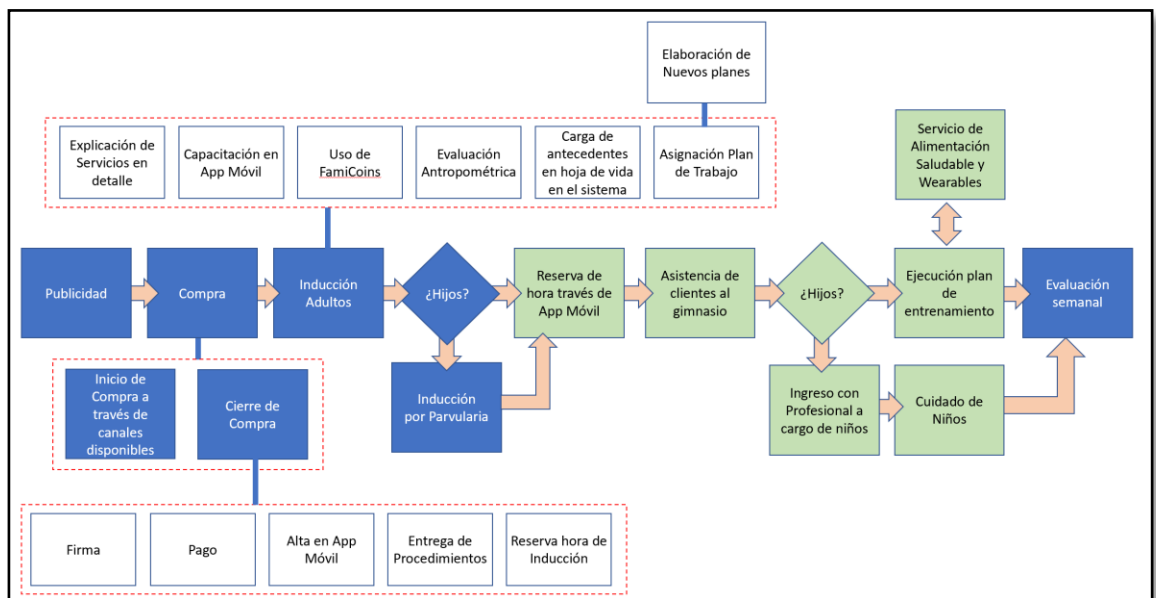 Elaboración de
Nuevos planes
Explicación de
Servicios en
detalle
Capacitación en
App Móvil
Uso de
FamiCoins
Evaluación
Antropométrica
Carga de
antecedentes
en hoja de vida
en el sistema
Asignación Plan
de Trabajo
Servicio de
Alimentación
Saludable y
Wearables
Publicidad
Compra
Inducción
Adultos
¿Hijos?
Reserva de
hora través de
App Móvil
Asistencia de
clientes al
gimnasio
¿Hijos?
Ejecución plan
de
entrenamiento
Evaluación
semanal
Inicio de
Compra a
través de
canales
disponibles
Cierre de
Compra
Inducción
por Parvularia
Ingreso con
Profesional a
cargo de niños
Cuidado de
Niños
Firma
Pago
Alta en App
Móvil
Entrega de
Procedimientos
Reserva hora de
Inducción